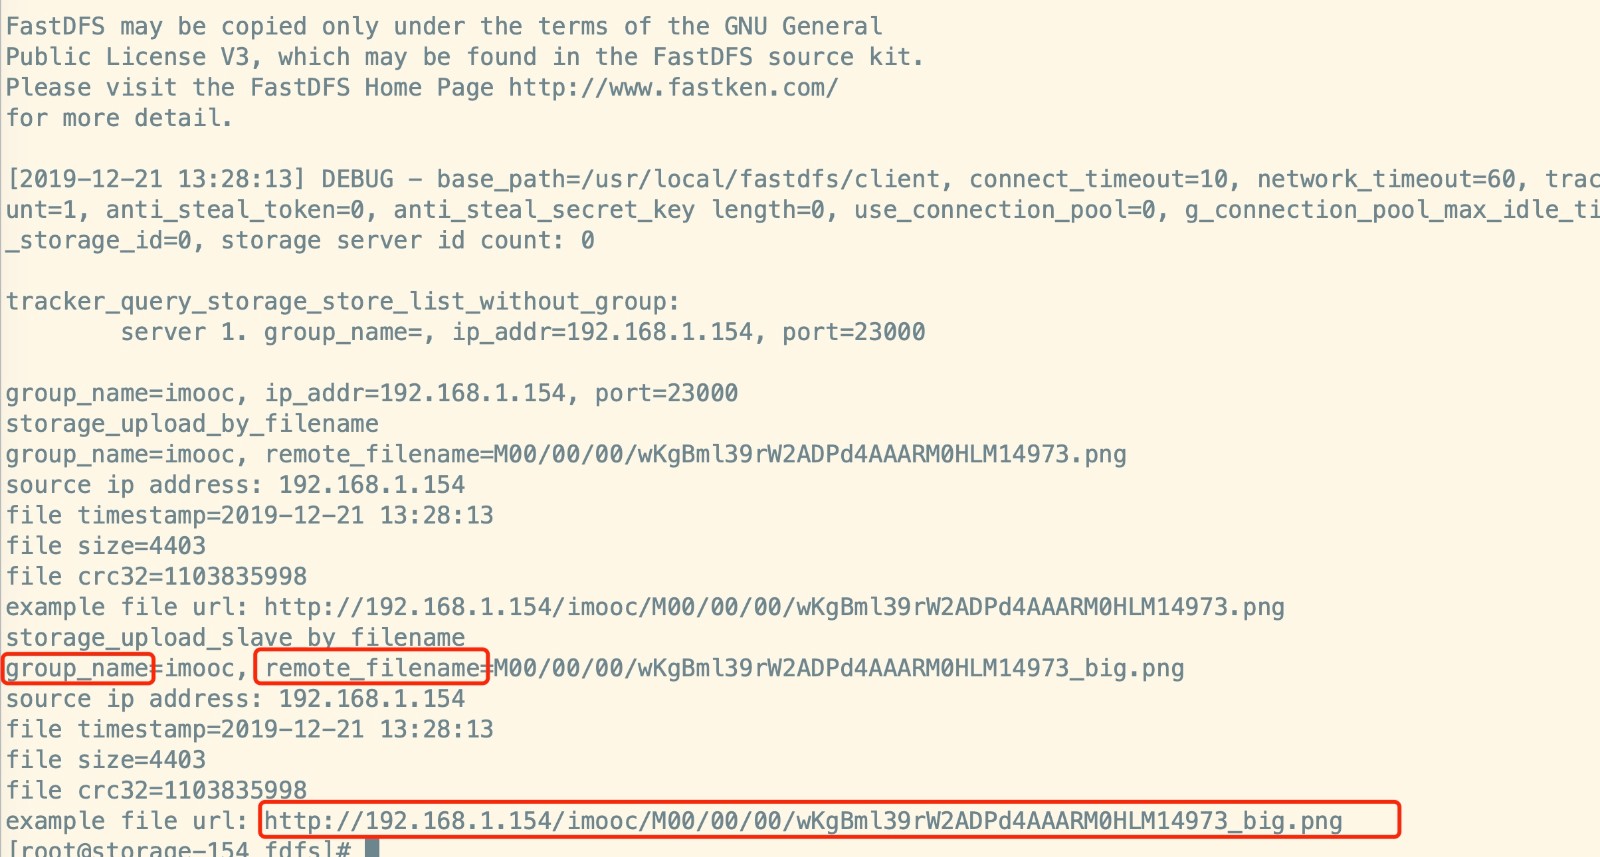 FastDFS may be copied only under the terms of the GNU General
Public License V3, which may be found in the FastDFS source kit.
Please visit the FastDFS Home Page http://www.fastken.com/
for more detail.
[2019-12-21 13:28:13] DEBUG - base_path=/usr/local/fastdfs/client, connect_timeout=10, network_timeout=60, trac
unt=1, anti_steal_token=0, anti_steal_secret_key length=0, use_connection_pool=0, g_connection_pool_max_idle_ti
_storage_id=0, storage server id count: 0
tracker_query_storage_store_list_without_group:
server 1. group_name=, ip_addr=192.168.1.154, port=23000
group_name=imooc, ip_addr=192.168.1.154, port=23000
storage_upload_by_filename
group_name=imooc, remote_filename=M00/00/00/wKgBml39rW2ADPd4AAARM0HLM14973.png
source ip address: 192.168.1.154
file timestamp=2019-12-21 13:28:13
file size=4403
file crc32=1103835998
example file url: http://192.168.1.154/imooc/M00/00/00/wKgBml39rW2ADPd4AAARM0HLM14973.png
storage_upload_slave_by_filename
group_name=imooc, remote_filename=M00/00/00/wKgBml39rW2ADPd4AAARM0HLM14973_big.png
source ip address: 192.168.1.154
file timestamp=2019-12-21 13:28:13
file size=4403
file crc32=1103835998
example file url: http://192.168.1.154/imooc/M00/00/00/wKgBml39rW2ADPd4AAARM0HLM14973_big.png
[root@storage-154 fdfs]#